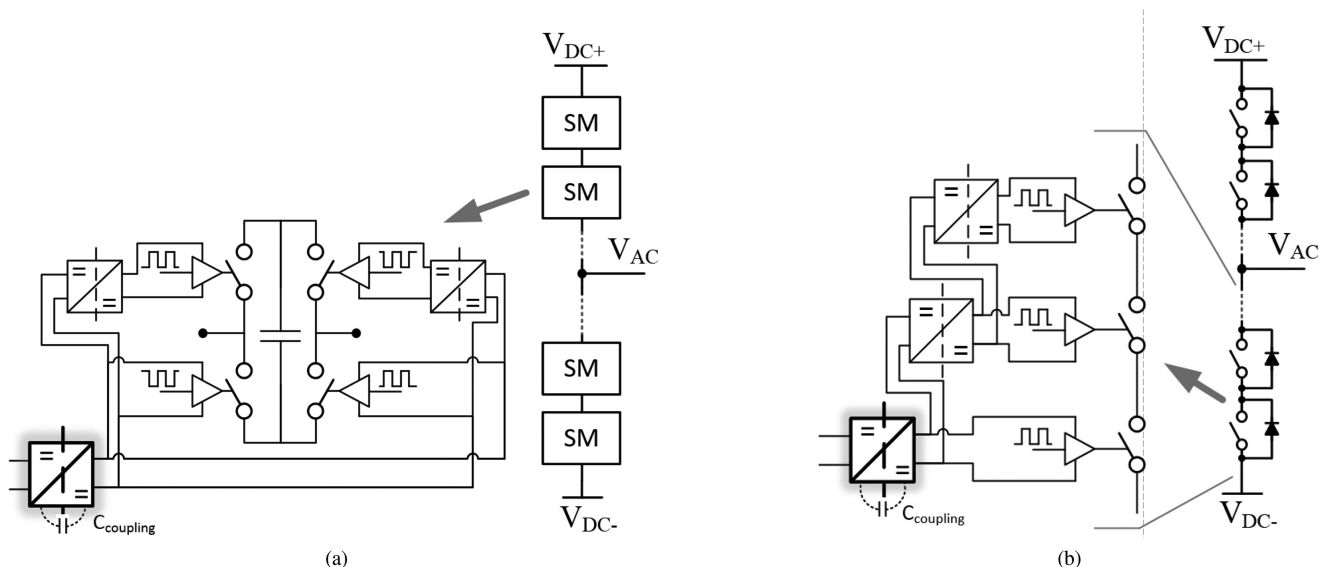 V_DC+
SM
SM
V_AC
SM
SM
V_DC-
C_coupling
(a)
V_DC+
V_AC
V_DC-
C_coupling
(b)